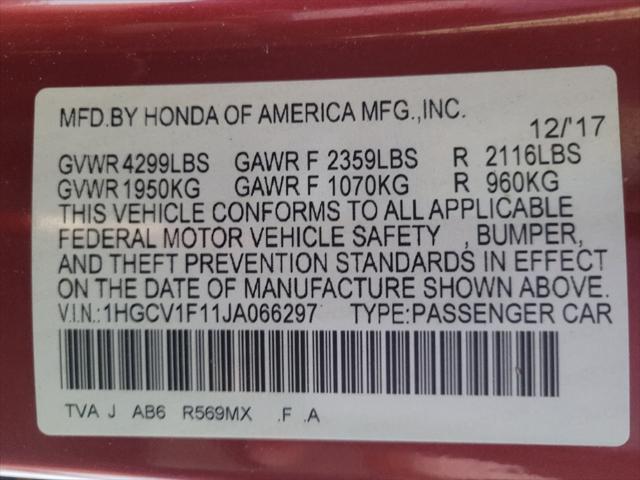 MFD.BY HONDA OF AMERICA MFG.,INC.
12/'17
GVWR 4299LBS GAWR F 2359LBS R 2116LBS
GVWR 1950KG GAWR F 1070KG R 960KG
THIS VEHICLE CONFORMS TO ALL APPLICABLE
FEDERAL MOTOR VEHICLE SAFETY , BUMPER,
AND THEFT PREVENTION STANDARDS IN EFFECT
ON THE DATE OF MANUFACTURE SHOWN ABOVE.
V.I.N.:1HGCV1F11JA066297 TYPE:PASSENGER CAR
TVA J AB6 R569MX .F .A